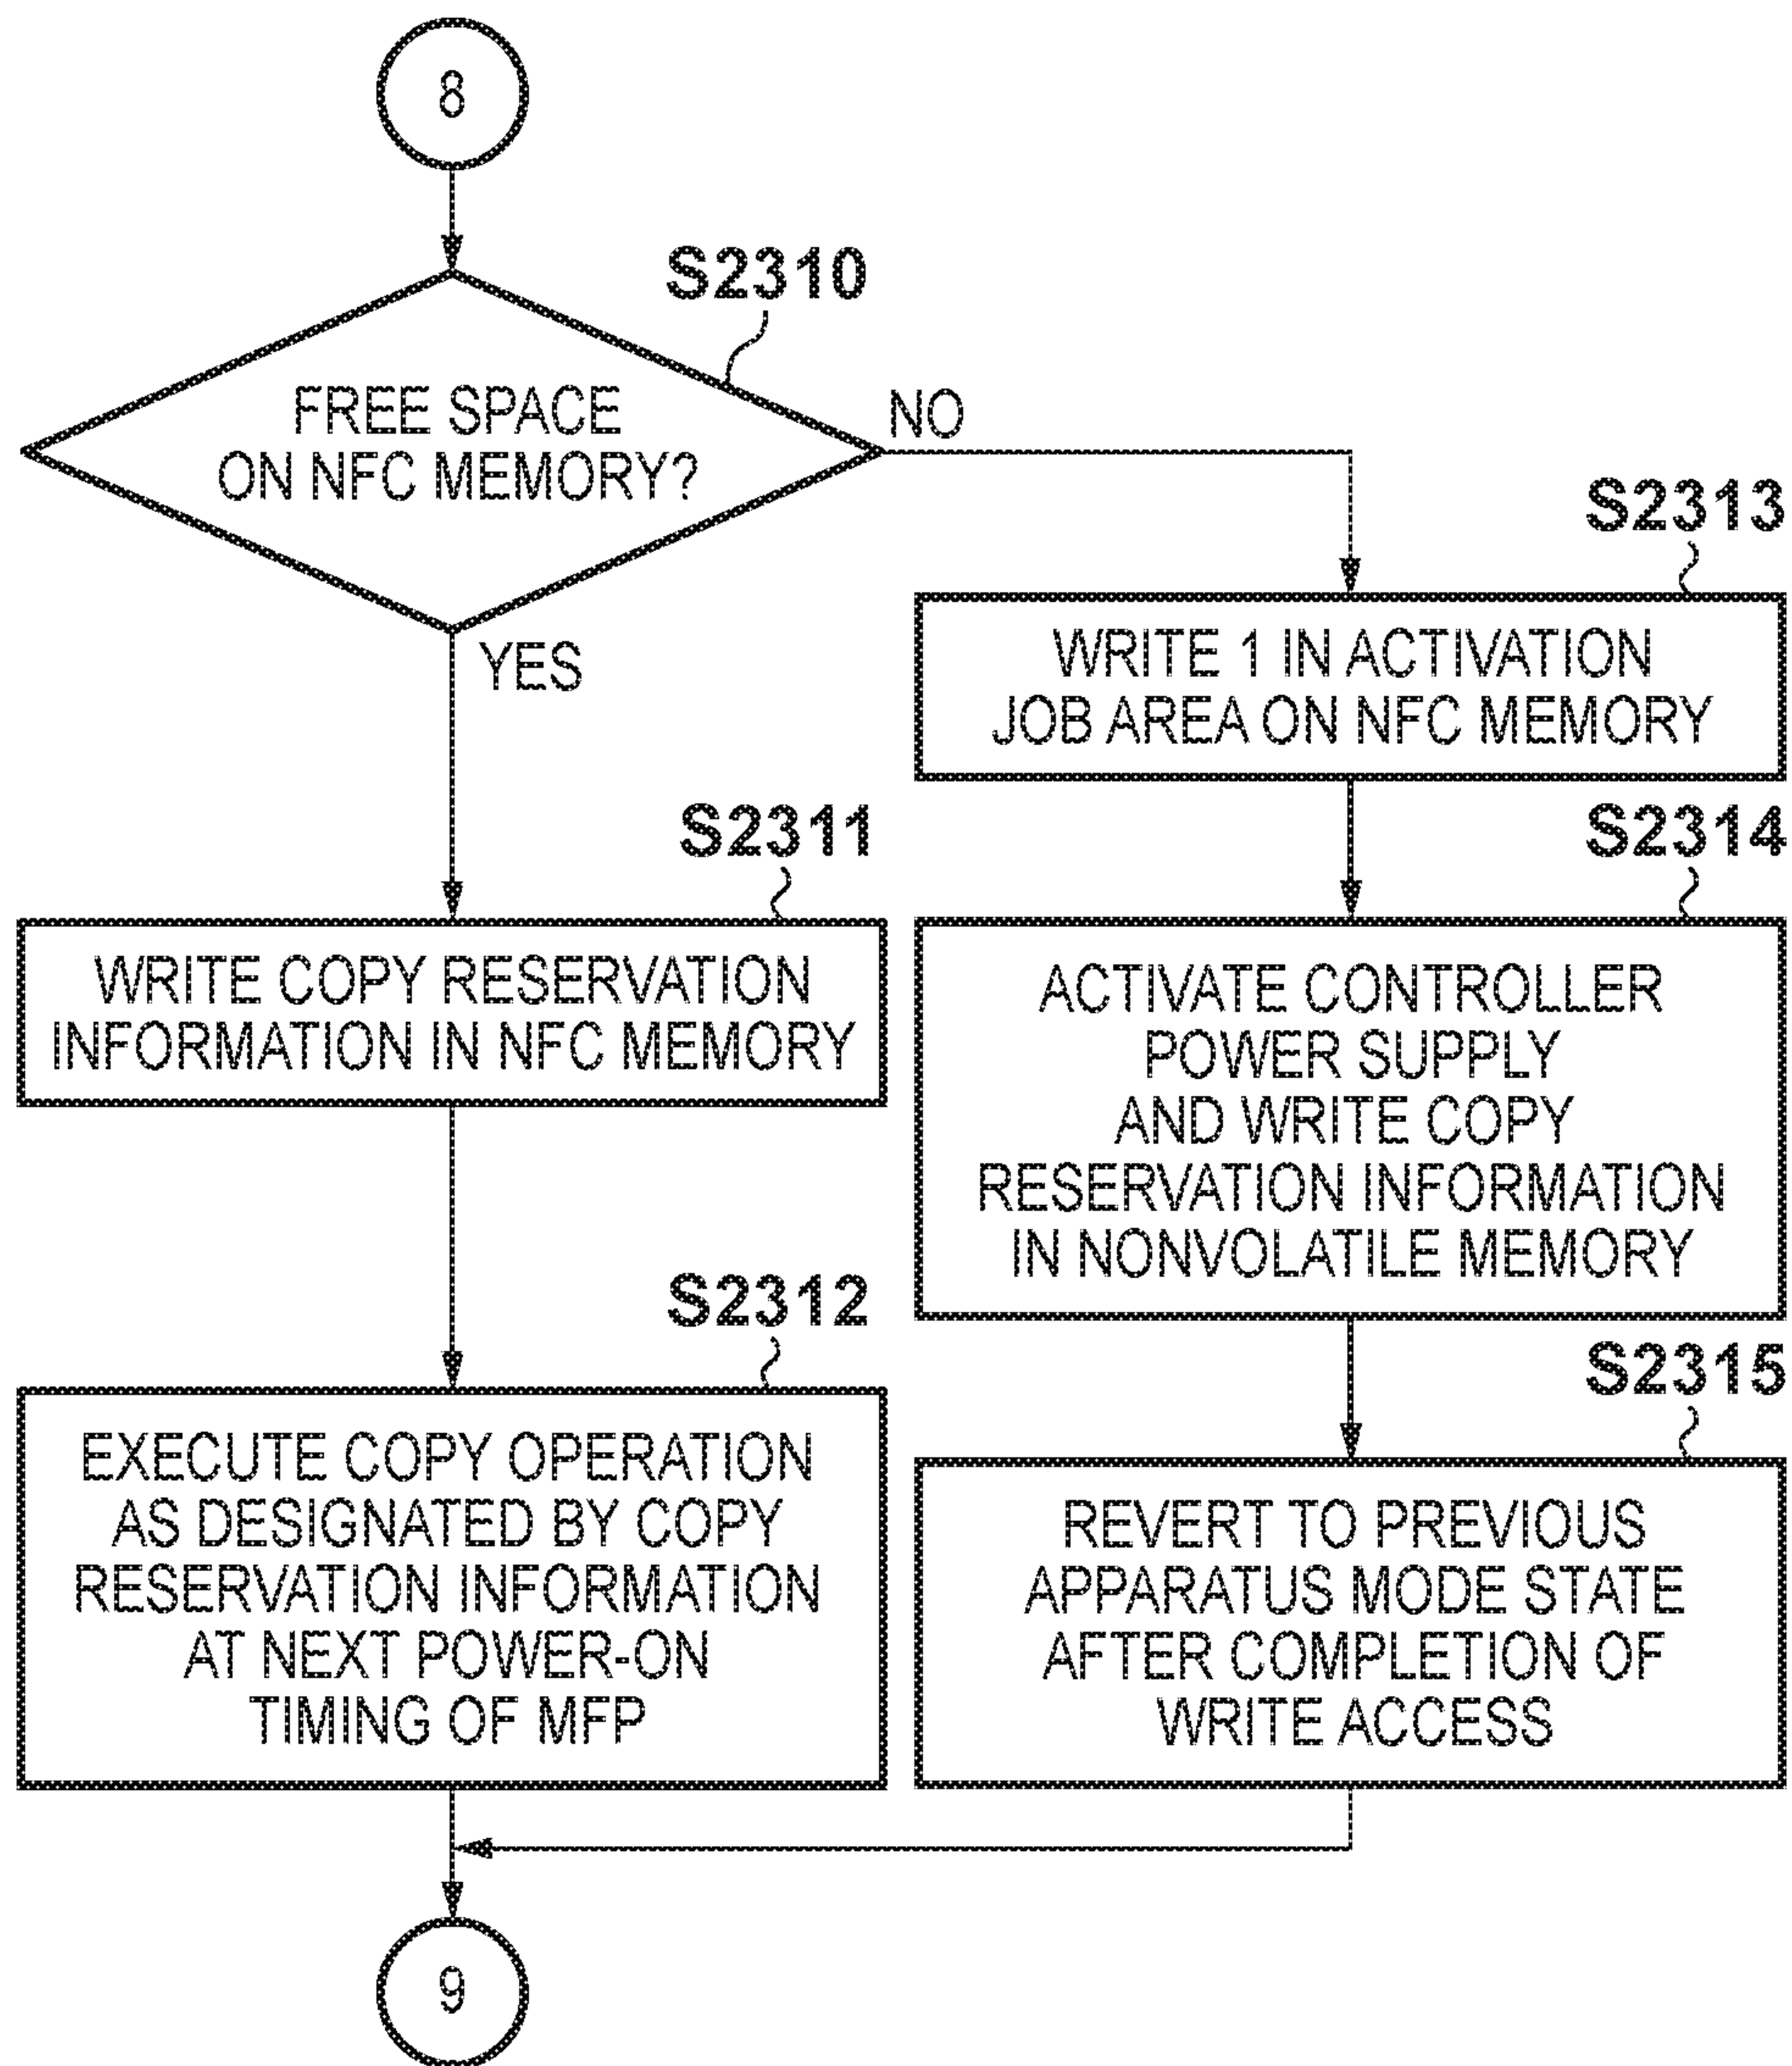 8
S2310
FREE SPACE
ON NFC MEMORY?
NO
YES
S2311
WRITE COPY RESERVATION
INFORMATION IN NFC MEMORY
S2312
EXECUTE COPY OPERATION
AS DESIGNATED BY COPY
RESERVATION INFORMATION
AT NEXT POWER-ON
TIMING OF MFP
S2313
WRITE 1 IN ACTIVATION
JOB AREA ON NFC MEMORY
S2314
ACTIVATE CONTROLLER
POWER SUPPLY
AND WRITE COPY
RESERVATION INFORMATION
IN NONVOLATILE MEMORY
S2315
REVERT TO PREVIOUS
APPARATUS MODE STATE
AFTER COMPLETION OF
WRITE ACCESS
9